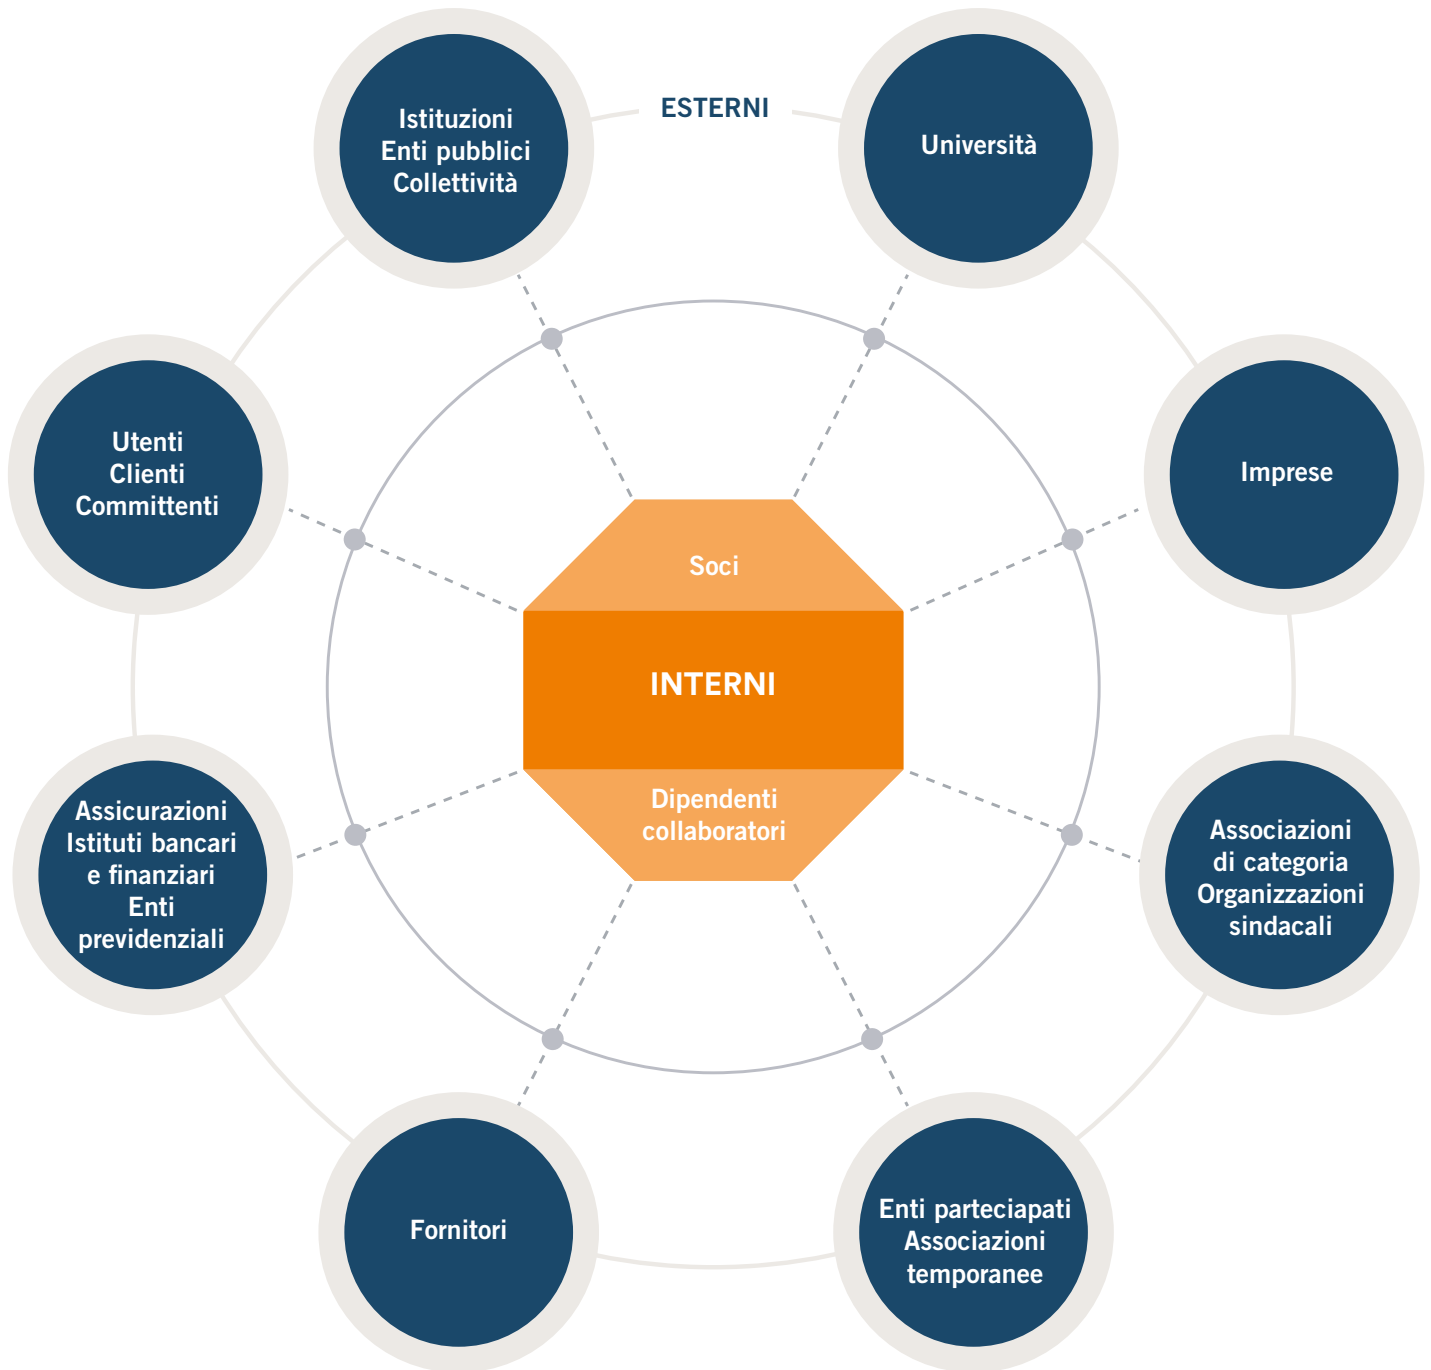 ESTERNI
Istituzioni
Enti pubblici
Collettività
Università
Utenti
Clienti
Committenti
Imprese
Soci
INTERNI
Dipendenti
collaboratori
Assicurazioni
Istituti bancari
e finanziari
Enti
previdenziali
Associazioni
di categoria
Organizzazioni
sindacali
Fornitori
Enti parteciapati
Associazioni
temporanee